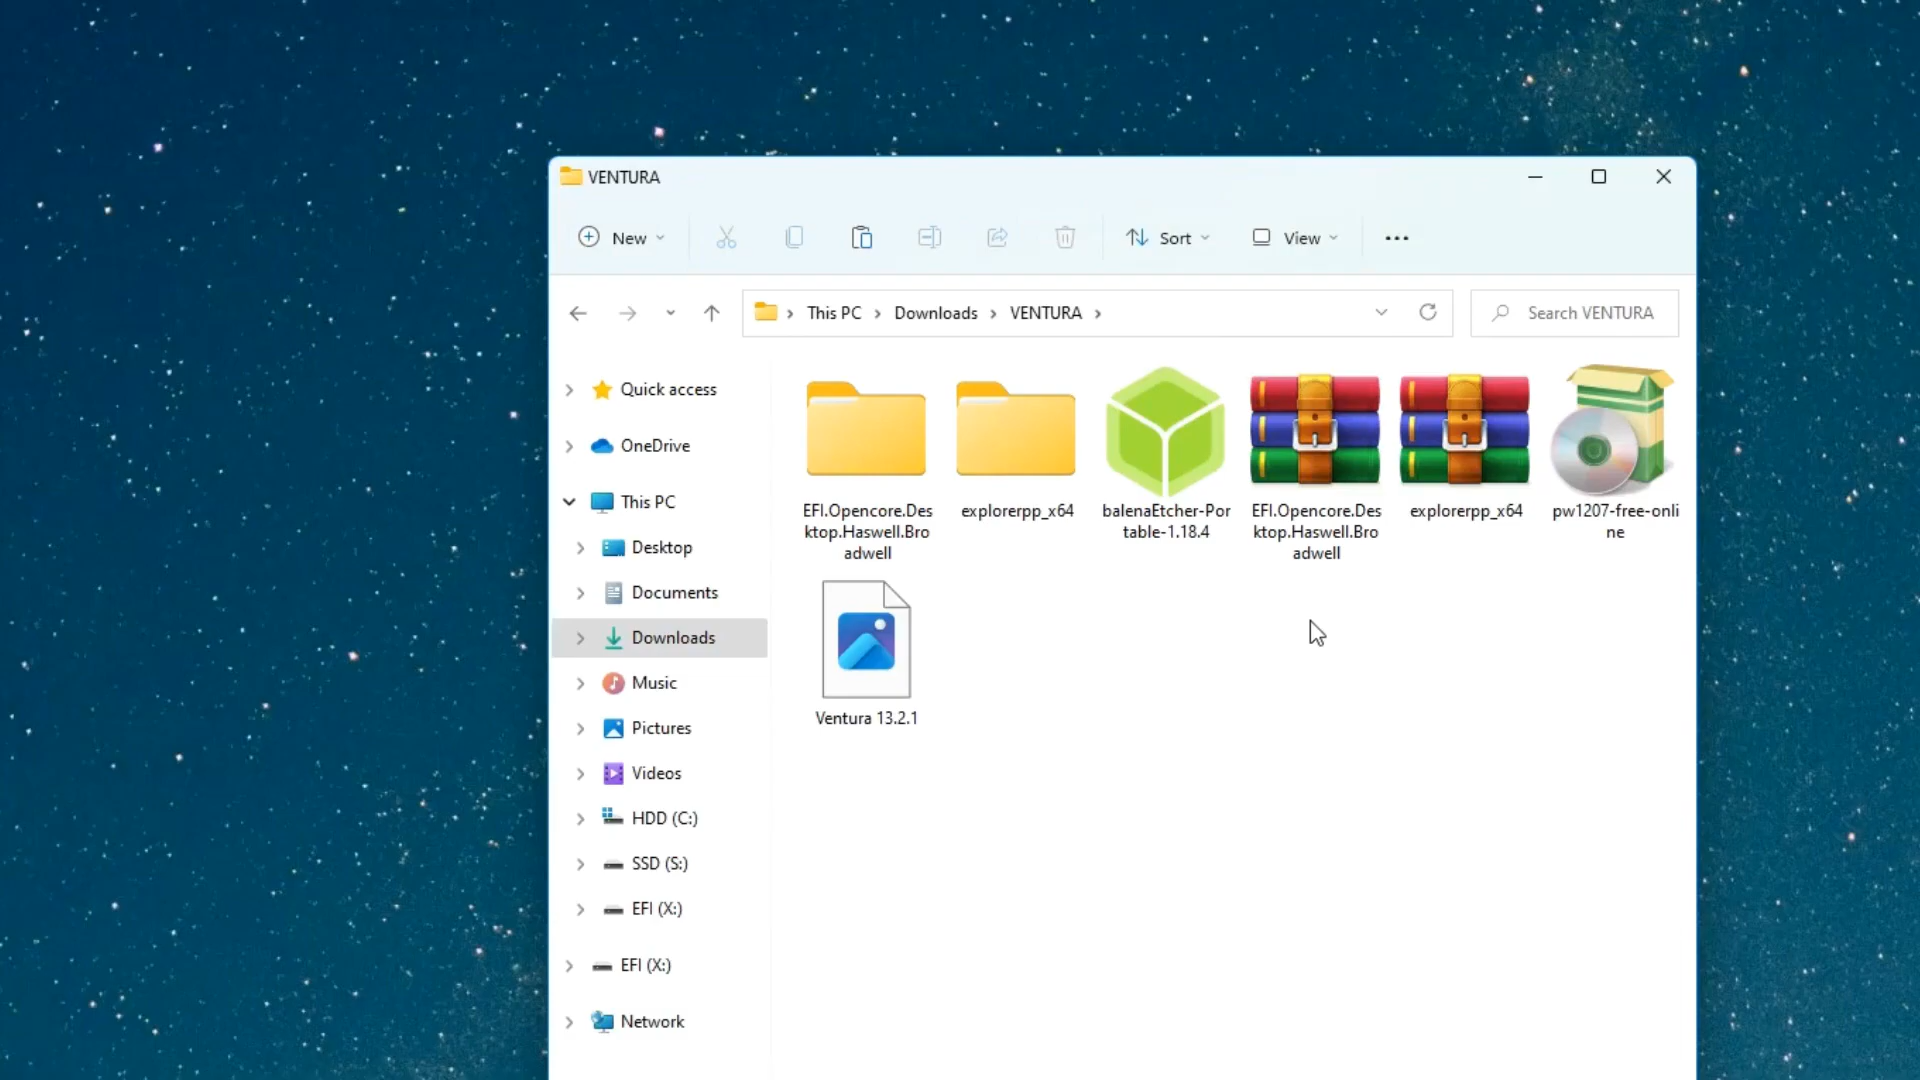 VENTURA
New
Sort
View
This PC
Downloads
VENTURA
Search VENTURA
Quick access
OneDrive
This PC
Desktop
Documents
Downloads
Music
Pictures
Videos
HDD (C:)
SSD (S:)
EFI (X:)
EFI (X:)
Network
EFI.Opencore.Des
ktop.Haswell.Bro
adwell
explorerpp_x64
balenaEtcher-Por
table-1.18.4
EFI.Opencore.Des
ktop.Haswell.Bro
adwell
explorerpp_x64
pw1207-free-onli
ne
Ventura 13.2.1